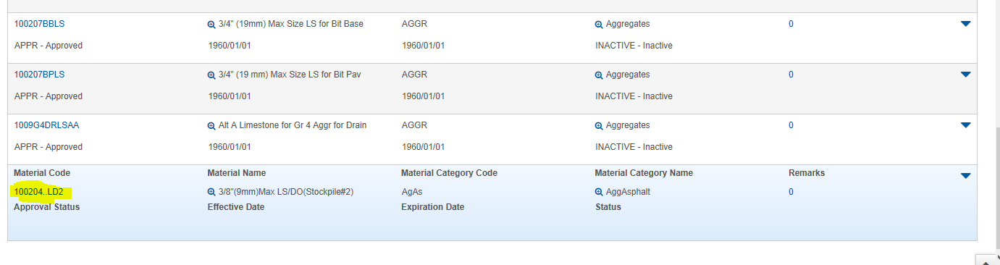 100207BBLS 3/4" (19mm) Max Size LS for Bit Base AGGR Aggregates 0
APPR - Approved 1960/01/01 1960/01/01 INACTIVE - Inactive
100207BPLS 3/4" (19 mm) Max Size LS for Bit Pav AGGR Aggregates 0
APPR - Approved 1960/01/01 1960/01/01 INACTIVE - Inactive
1009G4DRLSAA Alt A Limestone for Gr 4 Aggr for Drain AGGR Aggregates 0
APPR - Approved 1960/01/01 1960/01/01 INACTIVE - Inactive
Material Code Material Name Material Category Code Material Category Name Remarks
100204..LD2 3/8"(9mm)Max LS/DO(Stockpile#2) AgAs AggAsphalt 0
Approval Status Effective Date Expiration Date Status